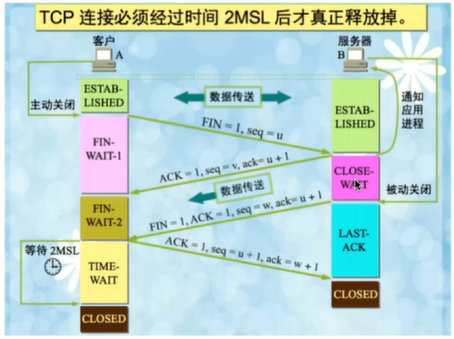 TCP 连接必须经过时间 2MSL 后才真正释放掉。
客户
A
服务器
B
ESTAB-
LISHED
主动关闭
数据传送
ESTAB-
LISHED
通知
应用
进程
FIN = 1, seq = u
FIN-
WAIT-1
ACK = 1, seq = v, ack= u + 1
CLOSE-
WAIT
被动关闭
数据传送
FIN-
WAIT-2
FIN = 1, ACK = 1, seq = w, ack= u + 1
LAST-
ACK
ACK = 1, seq = u + 1, ack = w + 1
等待 2MSL
TIME-
WAIT
CLOSED
CLOSED